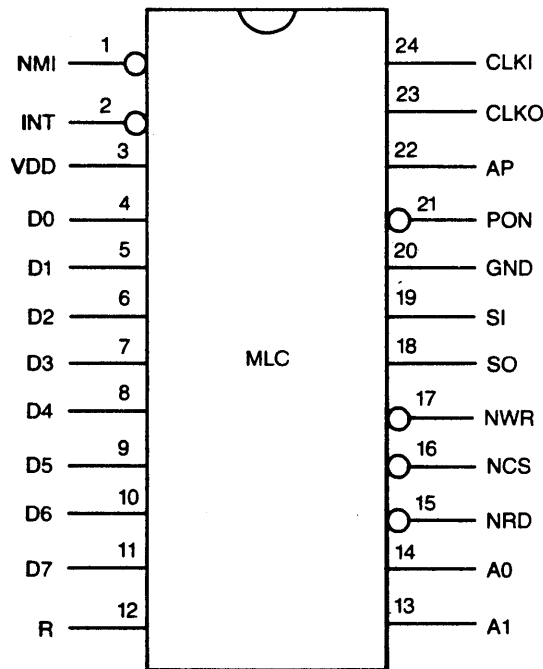 1 24
NMI CLKI
2 23
INT CLKO
3 22
VDD AP
4 21
D0 PON
5 20
D1 GND
6 19
D2 SI
7 18
D3 MLC SO
8 17
D4 NWR
9 16
D5 NCS
10 15
D6 NRD
11 14
D7 A0
12 13
R A1